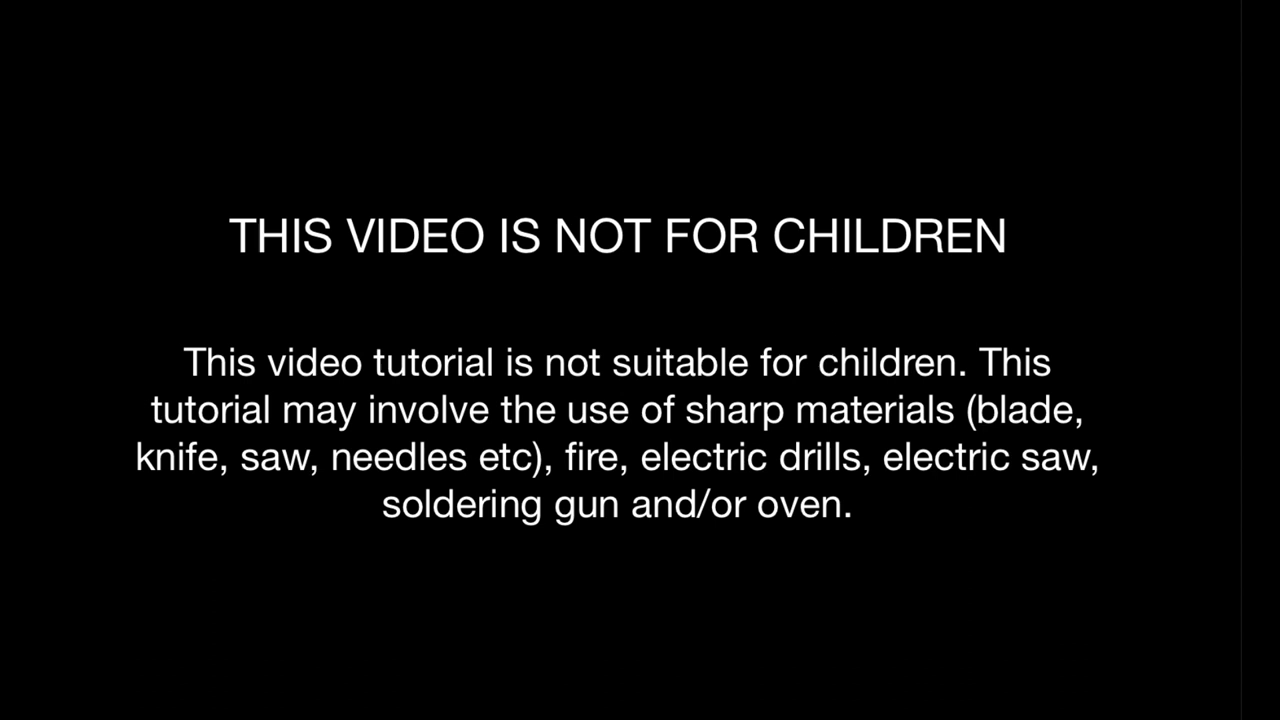 THIS VIDEO IS NOT FOR CHILDREN
This video tutorial is not suitable for children. This
tutorial may involve the use of sharp materials (blade,
knife, saw, needles etc), fire, electric drills, electric saw,
soldering gun and/or oven.